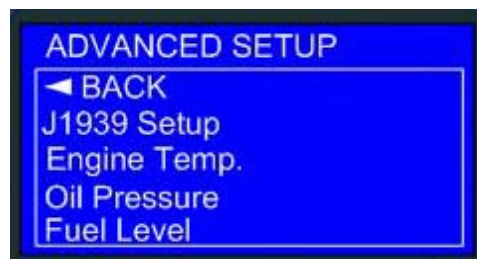 ADVANCED SETUP
◄ BACK
J1939 Setup
Engine Temp.
Oil Pressure
Fuel Level